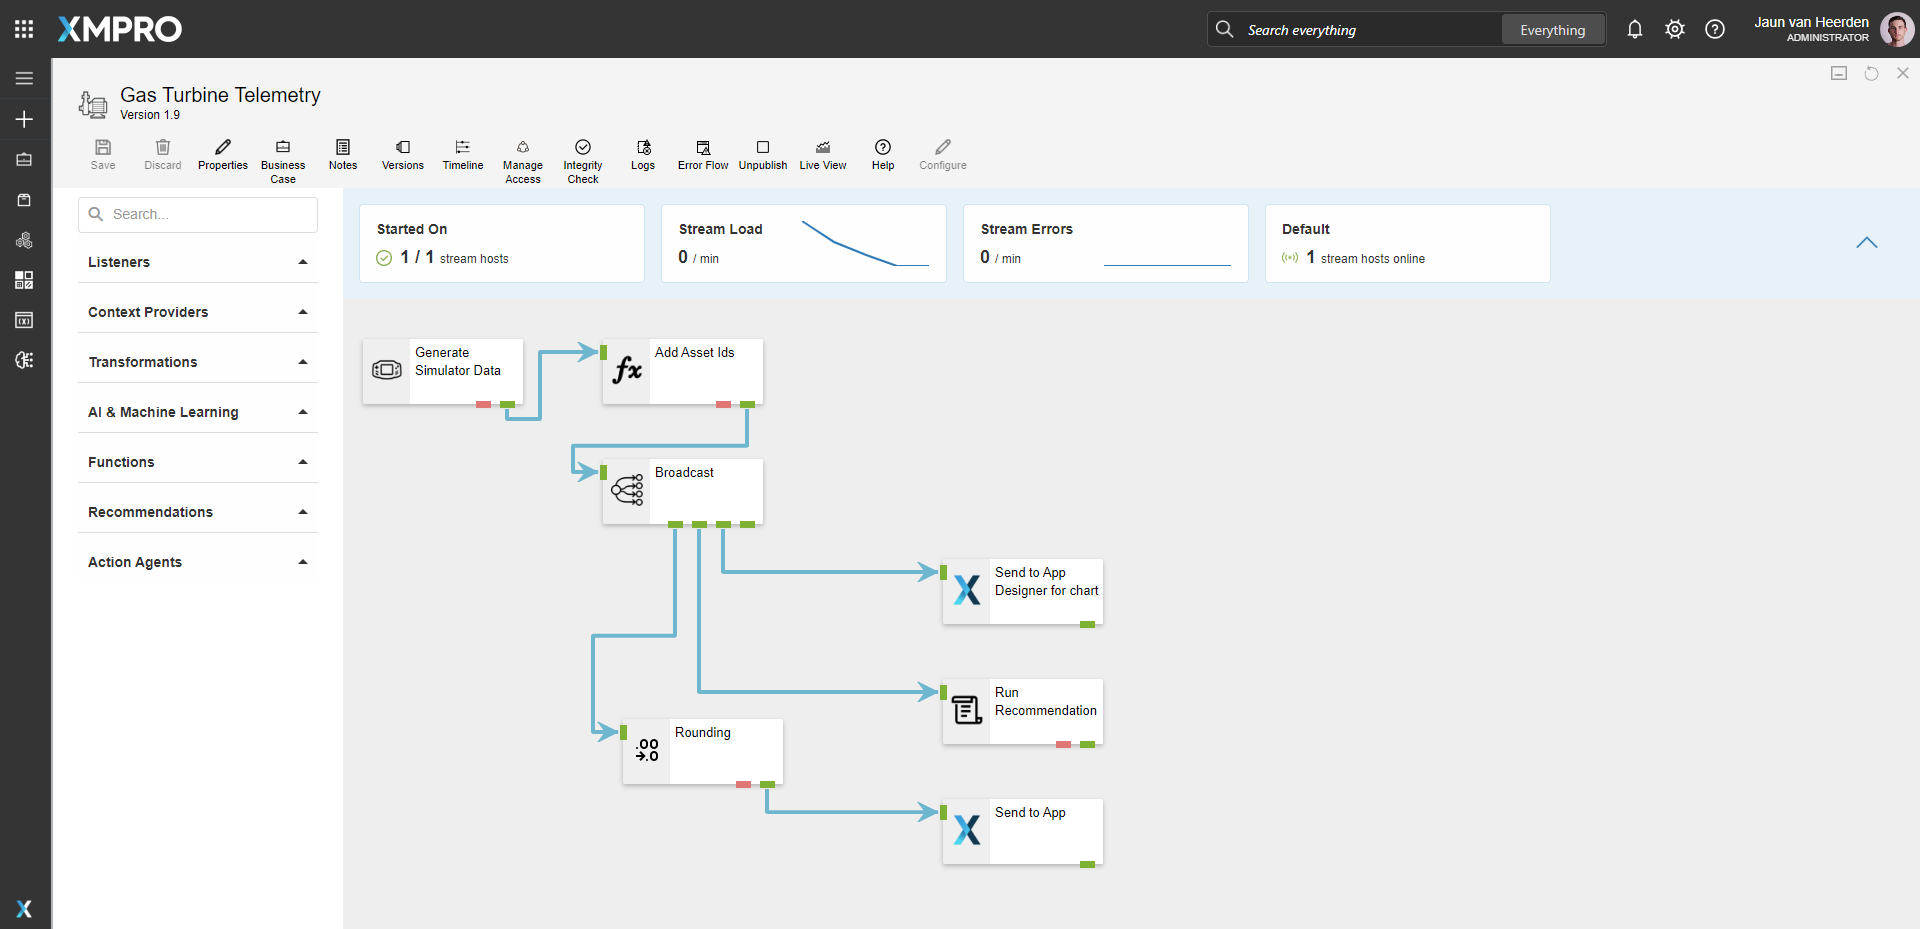 XMPRO
Search everything
Everything
Jaun van Heerden
ADMINISTRATOR
Gas Turbine Telemetry
Version 1.9
Save
Discard
Properties
Business
Case
Notes
Versions
Timeline
Manage
Access
Integrity
Check
Logs
Error Flow
Unpublish
Live View
Help
Configure
Search...
Listeners
Context Providers
Transformations
AI & Machine Learning
Functions
Recommendations
Action Agents
Started On
1 / 1 stream hosts
Stream Load
0 / min
Stream Errors
0 / min
Default
1 stream hosts online
Generate
Simulator Data
fx
Add Asset Ids
Broadcast
Send to App
Designer for chart
Run
Recommendation
.00
→.0
Rounding
Send to App